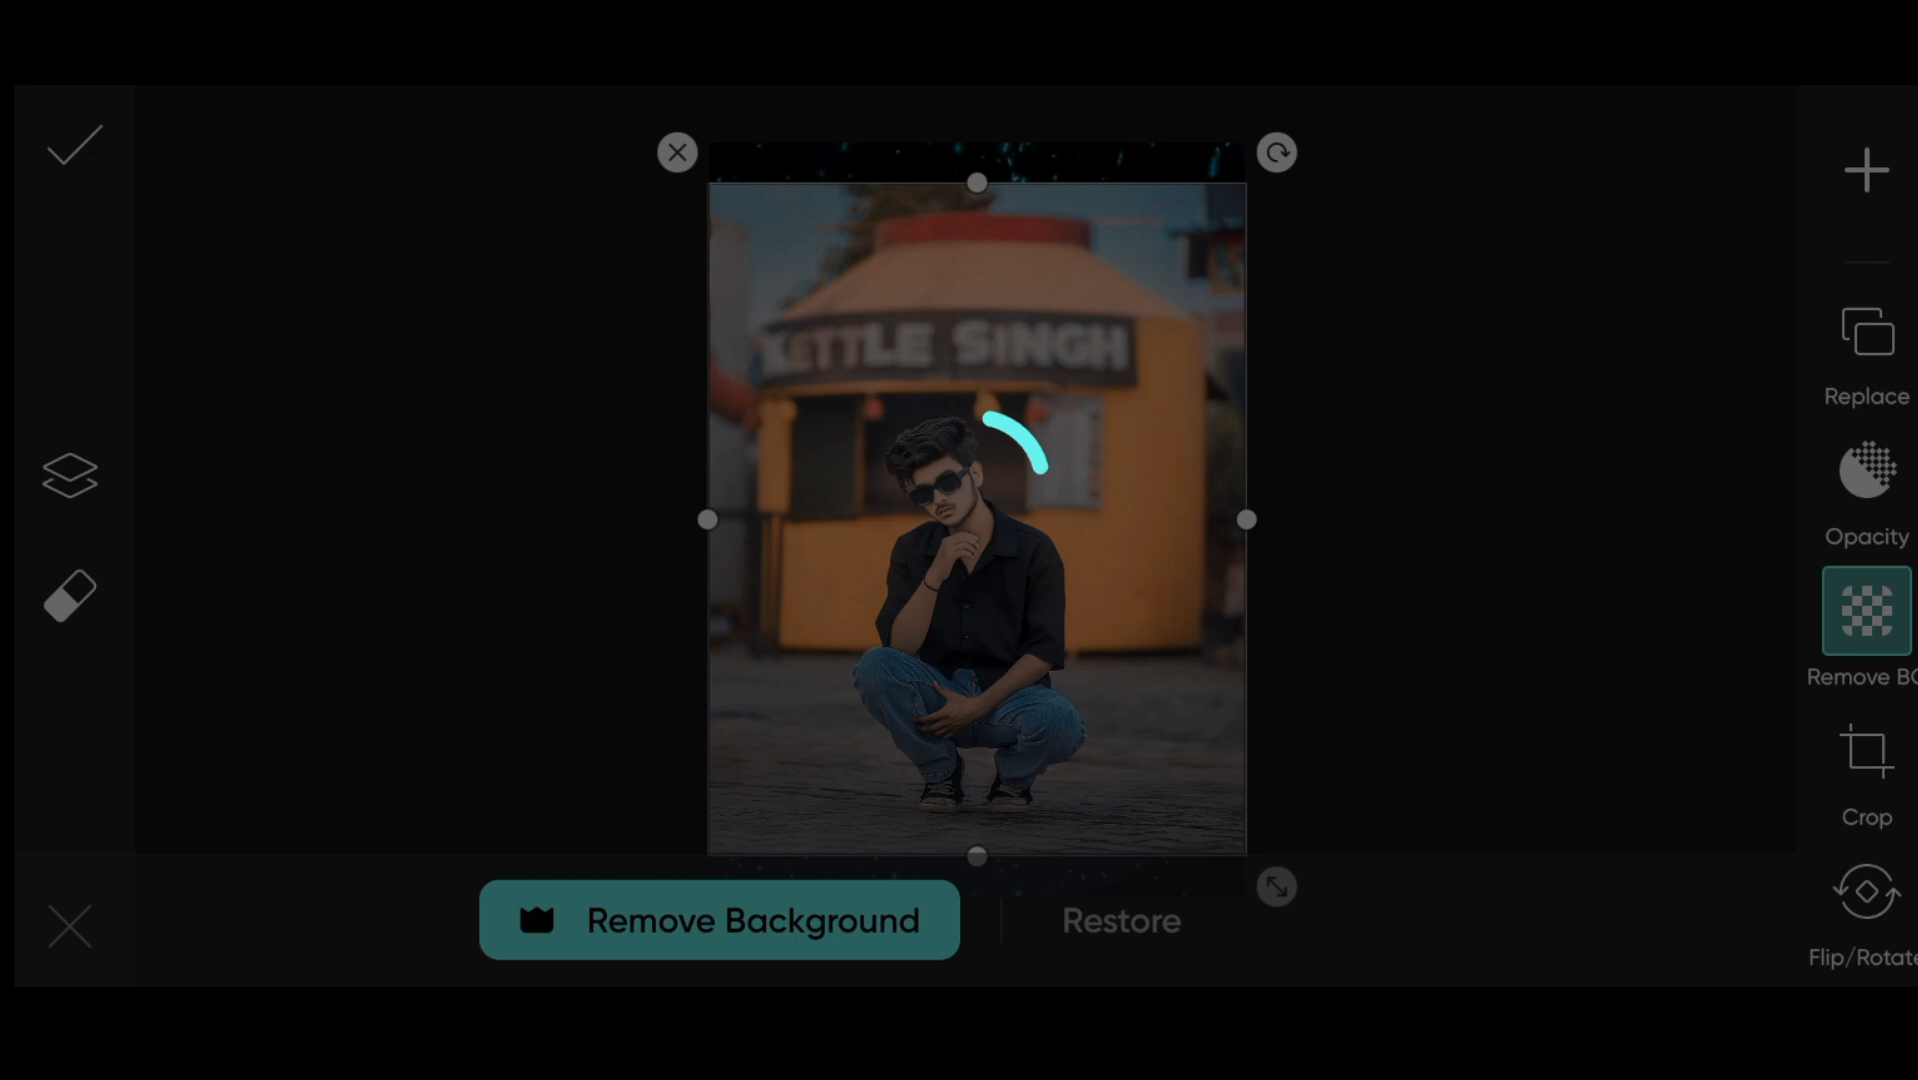 KETTLE SINGH
Replace
Opacity
Remove BG
Crop
Flip/Rotate
Remove Background
Restore